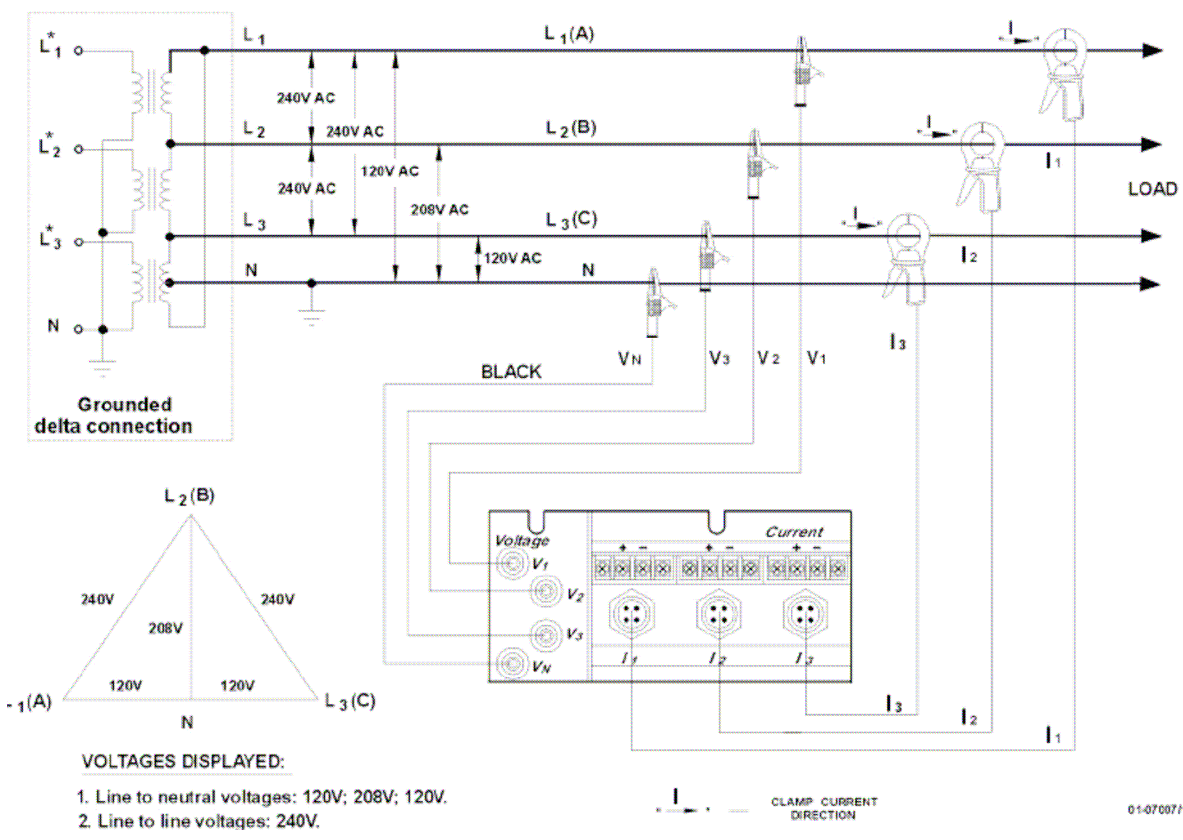 L*1
L1
L1(A)
I
240V AC
L*2
L2
240V AC
L2(B)
I
I1
120V AC
LOAD
240V AC
208V AC
L*3
L3
L3(C)
I
I2
120V AC
N
N
N
I3
VN
V3
V2
V1
BLACK
Grounded
delta connection
L2(B)
Current
Voltage
+ -
+ -
+ -
V1
V2
240V
240V
208V
V3
VN
I1
I2
I3
120V
120V
1(A)
N
L3(C)
I3
I2
I1
VOLTAGES DISPLAYED:
1. Line to neutral voltages: 120V; 208V; 120V.
2. Line to line voltages: 240V.
I
CLAMP CURRENT
DIRECTION